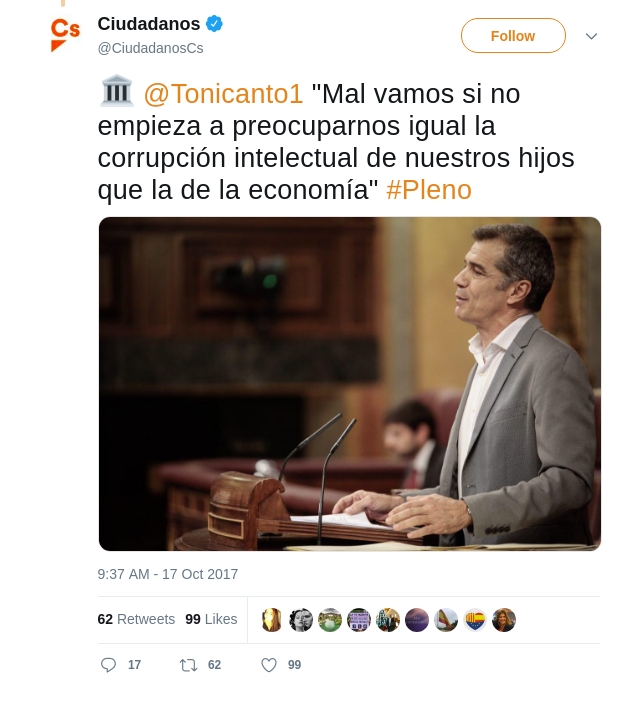 Cs
Ciudadanos
@CiudadanosCs
Follow
@Tonicanto1 "Mal vamos si no
empieza a preocuparnos igual la
corrupción intelectual de nuestros hijos
que la de la economía" #Pleno
9:37 AM - 17 Oct 2017
62 Retweets 99 Likes
17 62 99